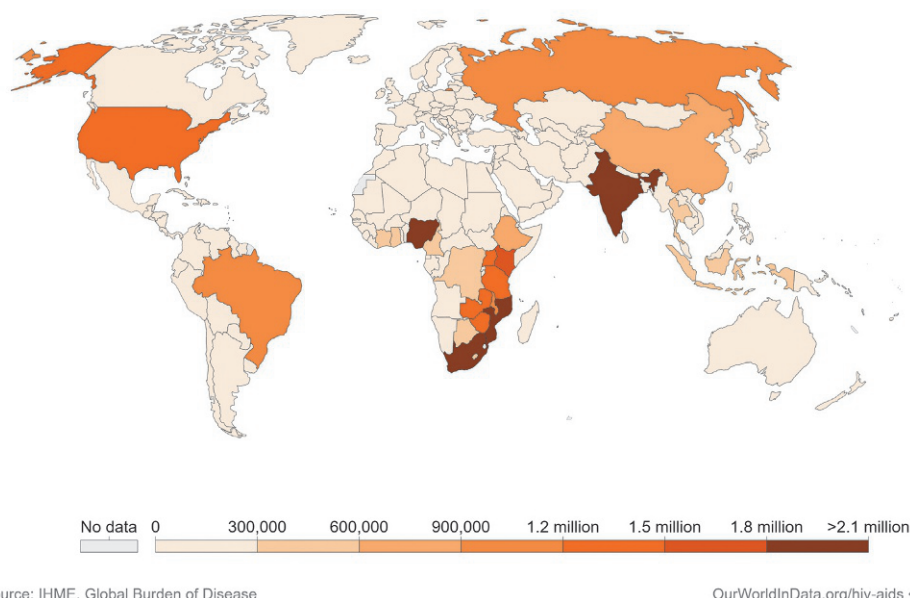 No data 0 300,000 600,000 900,000 1.2 million 1.5 million 1.8 million >2.1 million
IHME, Global Burden of Disease OurWorldInData.org/hiv-aids